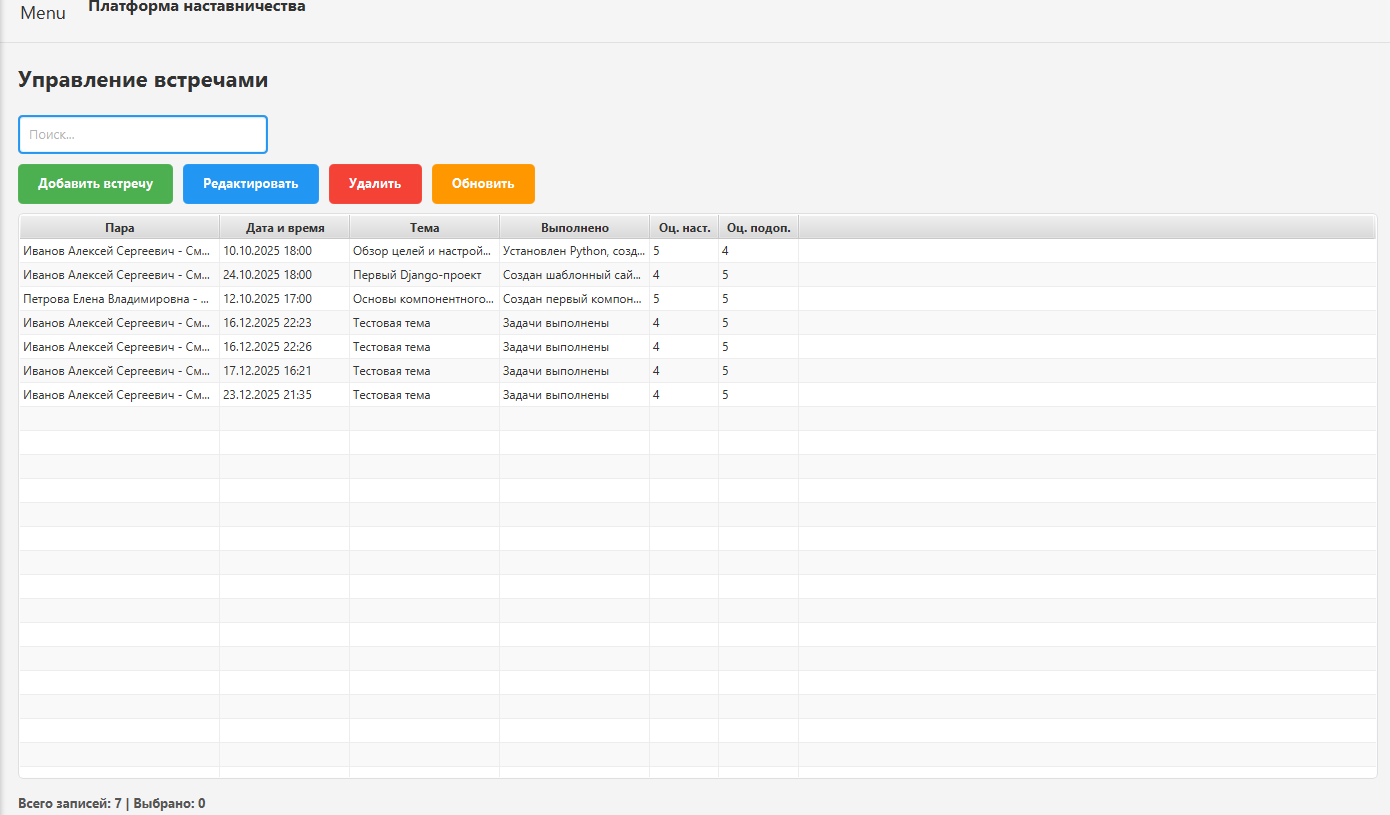 Menu Платформа наставничества
Управление встречами
Поиск...
Добавить встречу Редактировать Удалить Обновить
Пара Дата и время Тема Выполнено Оц. наст. Оц. подоп.
Иванов Алексей Сергеевич - См... 10.10.2025 18:00 Обзор целей и настрой... Установлен Python, созд... 5 4
Иванов Алексей Сергеевич - См... 24.10.2025 18:00 Первый Django-проект Создан шаблонный сай... 4 5
Петрова Елена Владимировна - ... 12.10.2025 17:00 Основы компонентного... Создан первый компон... 5 5
Иванов Алексей Сергеевич - См... 16.12.2025 22:23 Тестовая тема Задачи выполнены 4 5
Иванов Алексей Сергеевич - См... 16.12.2025 22:26 Тестовая тема Задачи выполнены 4 5
Иванов Алексей Сергеевич - См... 17.12.2025 16:21 Тестовая тема Задачи выполнены 4 5
Иванов Алексей Сергеевич - См... 23.12.2025 21:35 Тестовая тема Задачи выполнены 4 5
Всего записей: 7 | Выбрано: 0